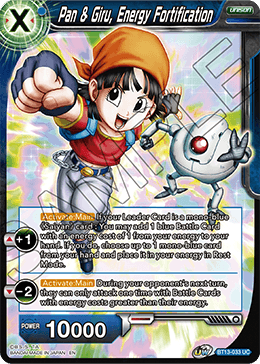 X
Pan & Giru, Energy Fortification
UNISON
+1
Activate:Main If your Leader Card is a mono-blue
«Saiyan» card: You may add 1 blue Battle Card
with an energy cost of 1 from your energy to your
hand. If you do, choose up to 1 mono-blue card
from your hand and place it in your energy in Rest
Mode.
-2
Activate:Main During your opponent's next turn,
they can only attack one time with Battle Cards
with energy costs greater than their energy.
POWER 10000
BANDAI MADE IN JAPAN EN
BT13-033 UC